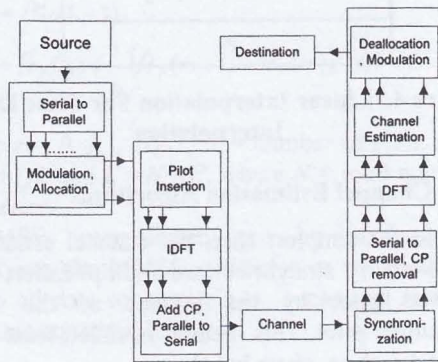 Source
Serial to
Parallel
Modulation,
Allocation
Pilot
Insertion
DFT
Add CP,
Parallel to
Serial
Channel
Synchroni-
zation
Serial to
Parallel, CP
removal
DFT
Channel
Estimation
Deallocation
, Modulation
Destination